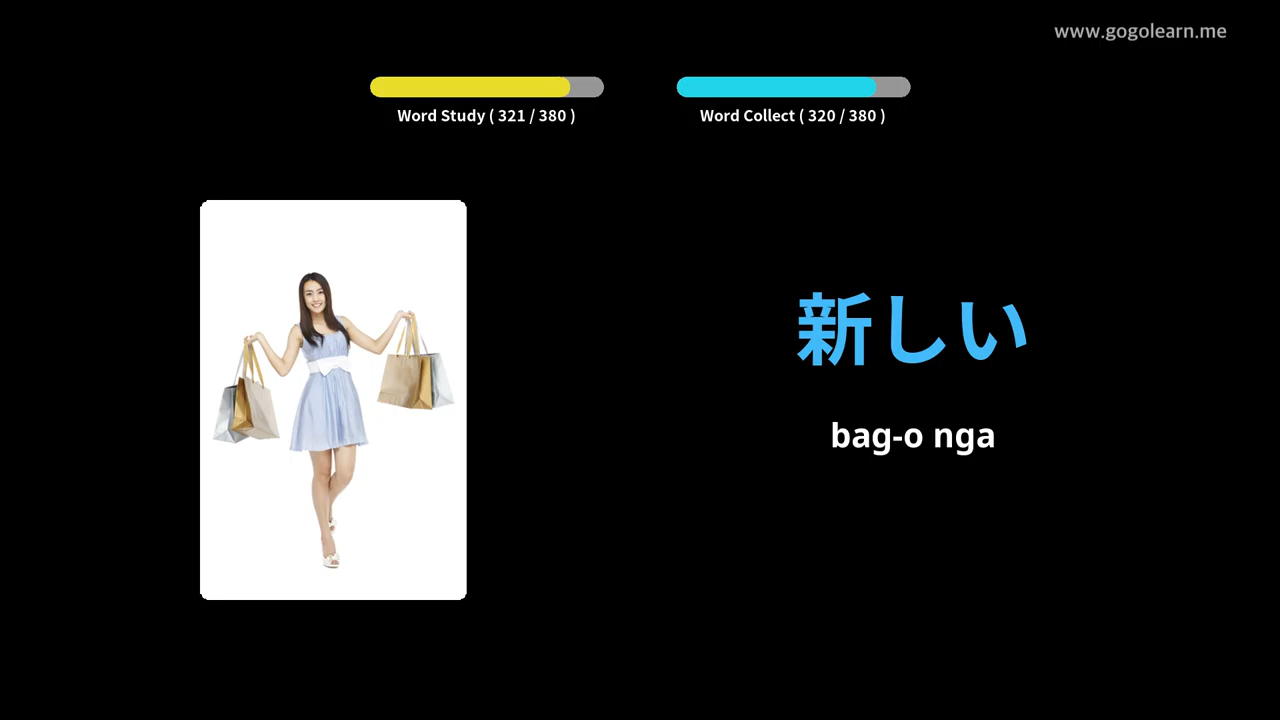 www.gogolearn.me
Word Study ( 321 / 380 )
Word Collect ( 320 / 380 )
新しい
bag-o nga